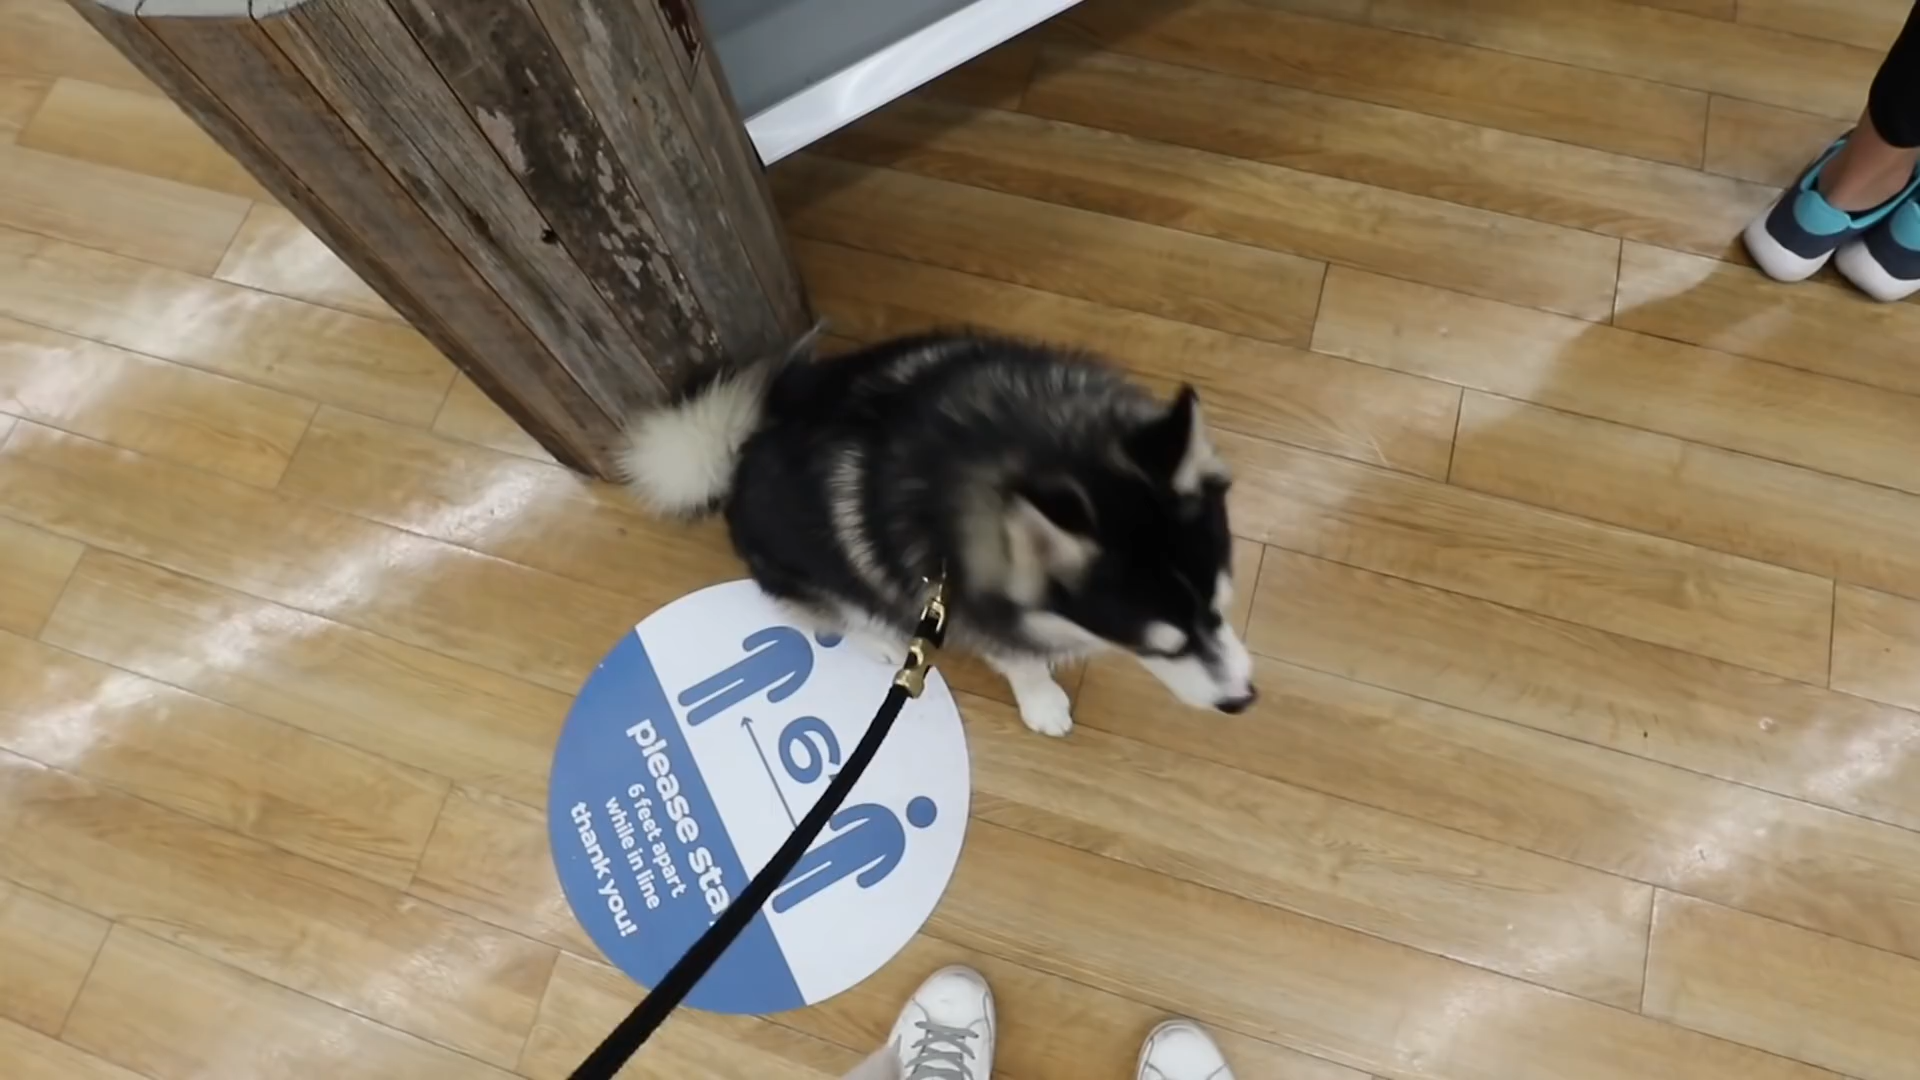 6
please sta
6 feet apart
while in line
thank you!